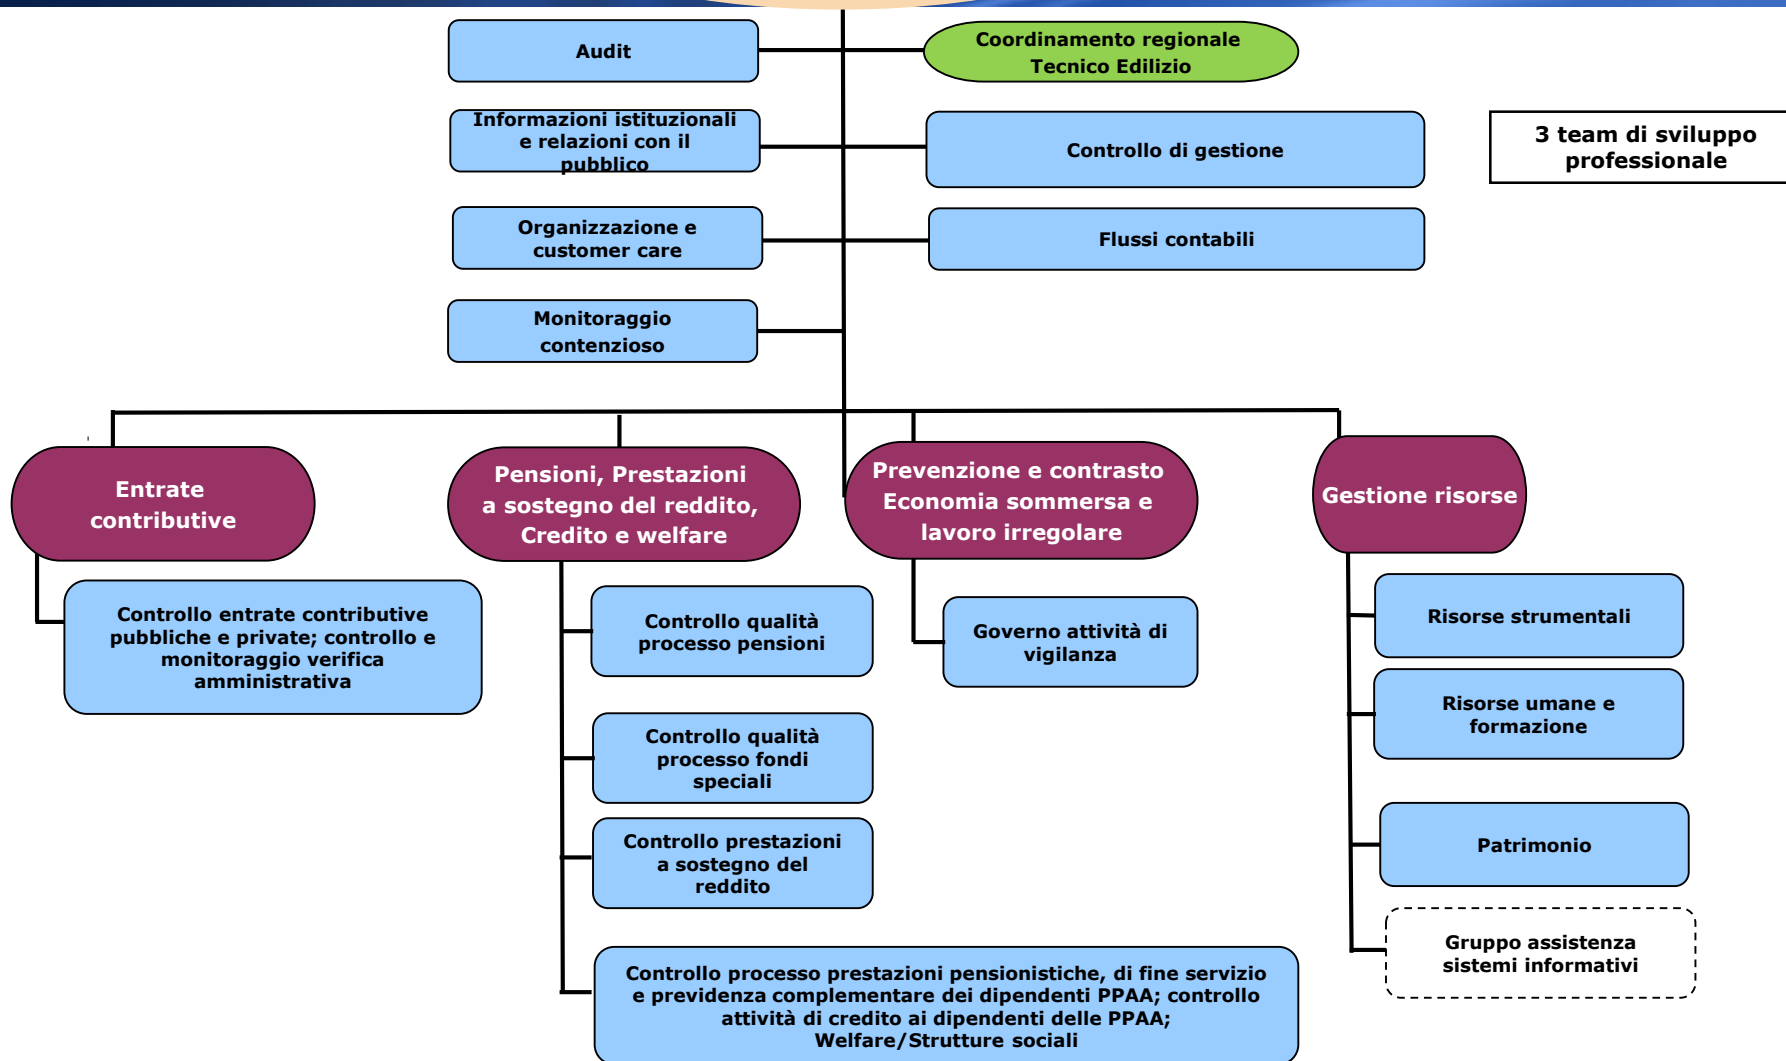 Audit
Coordinamento regionale
Tecnico Edilizio
Informazioni istituzionali
e relazioni con il
pubblico
Controllo di gestione
3 team di sviluppo
professionale
Organizzazione e
customer care
Flussi contabili
Monitoraggio
contenzioso
Entrate
contributive
Pensioni, Prestazioni
a sostegno del reddito,
Credito e welfare
Prevenzione e contrasto
Economia sommersa e
lavoro irregolare
Gestione risorse
Controllo entrate contributive
pubbliche e private; controllo e
monitoraggio verifica
amministrativa
Controllo qualità
processo pensioni
Controllo qualità
processo fondi
speciali
Controllo prestazioni
a sostegno del
reddito
Controllo processo prestazioni pensionistiche, di fine servizio
e previdenza complementare dei dipendenti PPAA; controllo
attività di credito ai dipendenti delle PPAA;
Welfare/Strutture sociali
Governo attività di
vigilanza
Risorse strumentali
Risorse umane e
formazione
Patrimonio
Gruppo assistenza
sistemi informativi